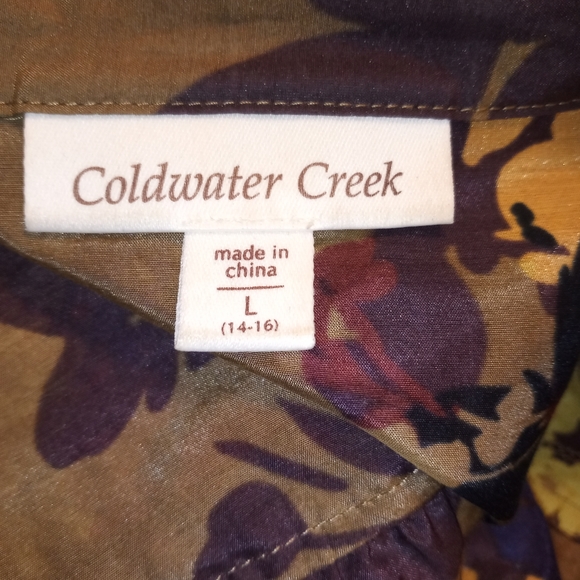 Coldwater Creek
made in
china
L
(14-16)